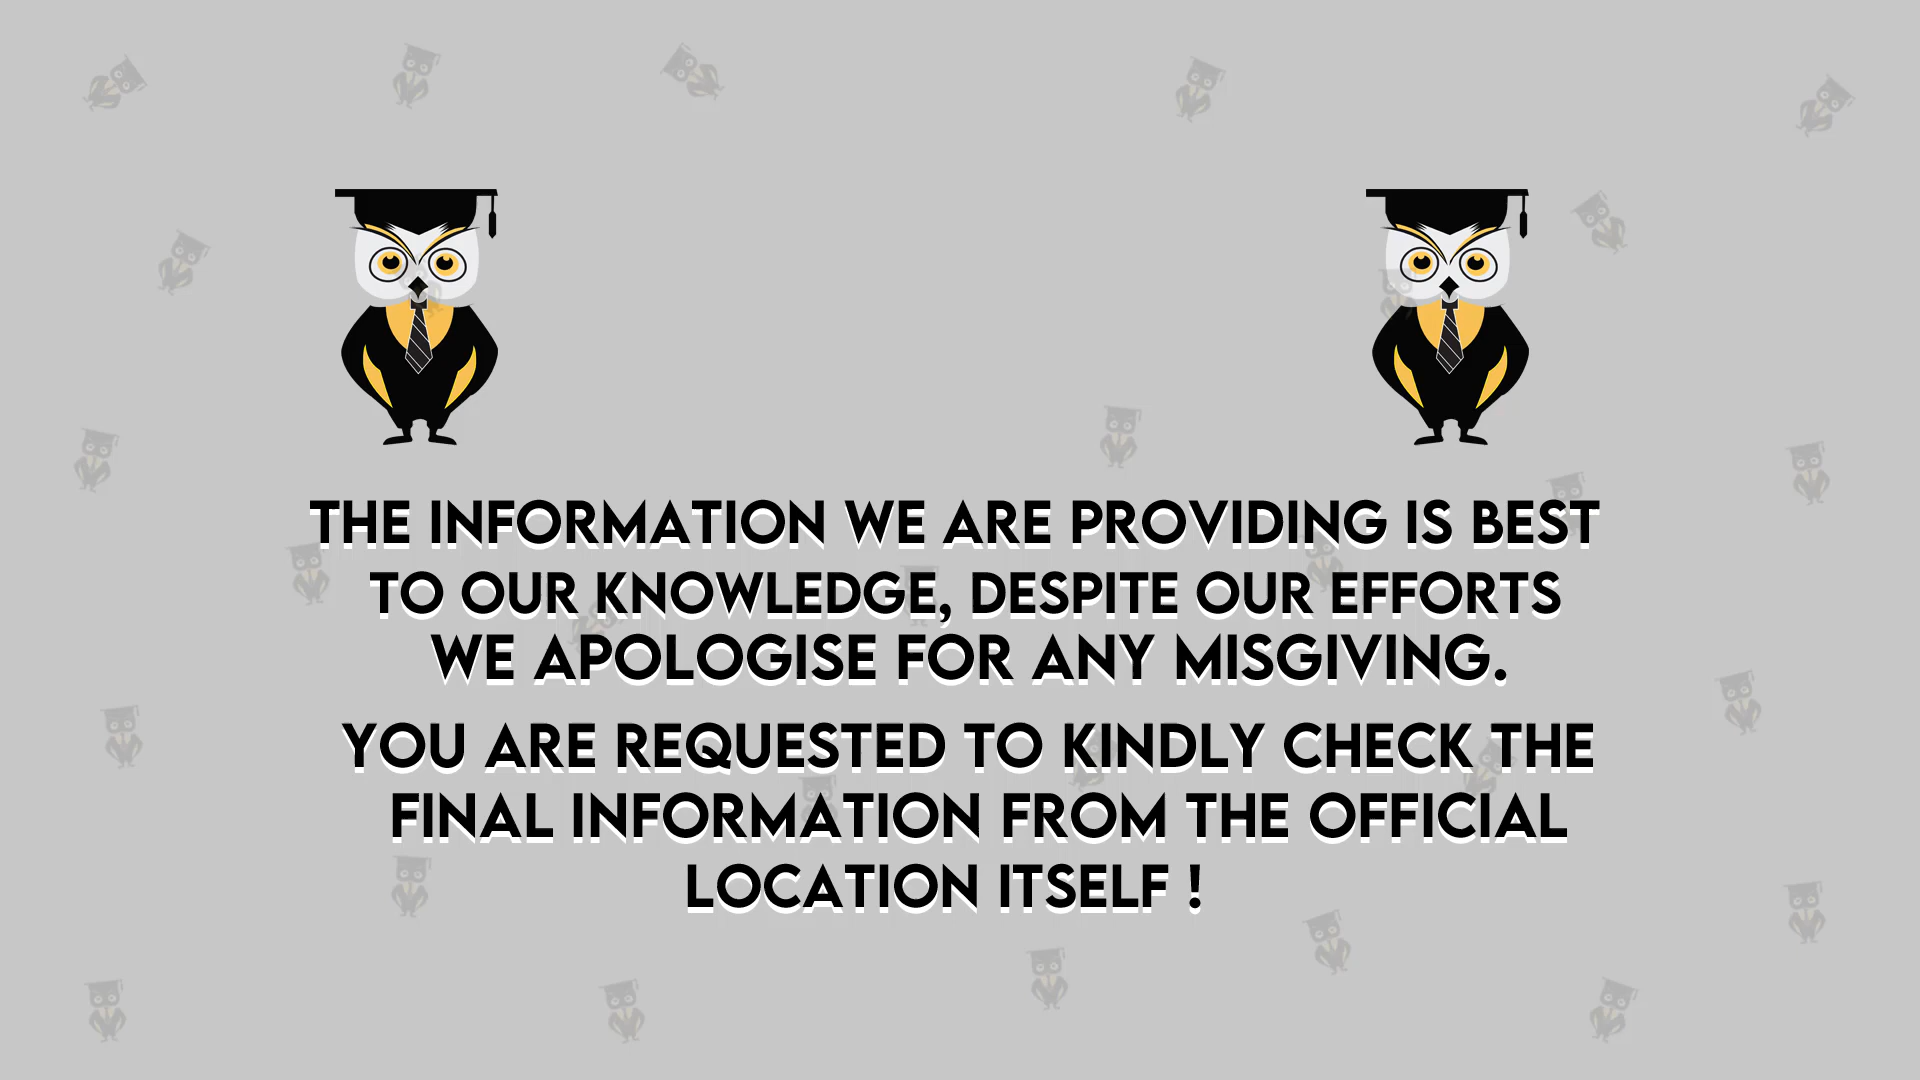 THE INFORMATION WE ARE PROVIDING IS BEST
TO OUR KNOWLEDGE, DESPITE OUR EFFORTS
WE APOLOGISE FOR ANY MISGIVING.
YOU ARE REQUESTED TO KINDLY CHECK THE
FINAL INFORMATION FROM THE OFFICIAL
LOCATION ITSELF !